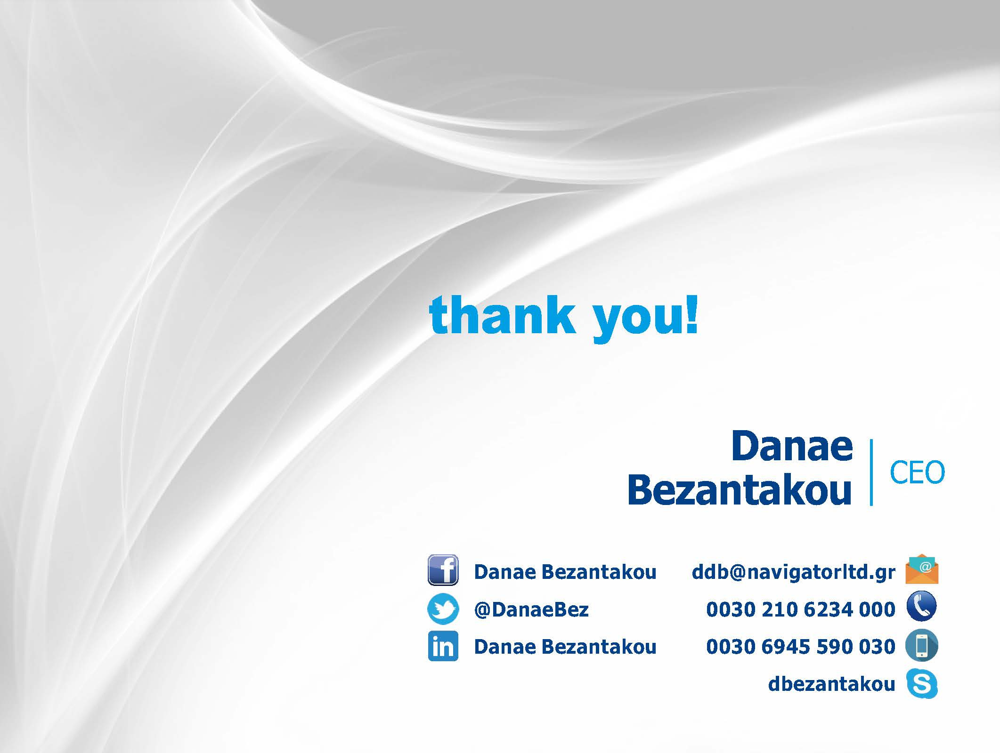 thank you!
Danae
Bezantakou
CEO
Danae Bezantakou
ddb@navigatorltd.gr
@DanaeBez
0030 210 6234 000
Danae Bezantakou
0030 6945 590 030
dbezantakou